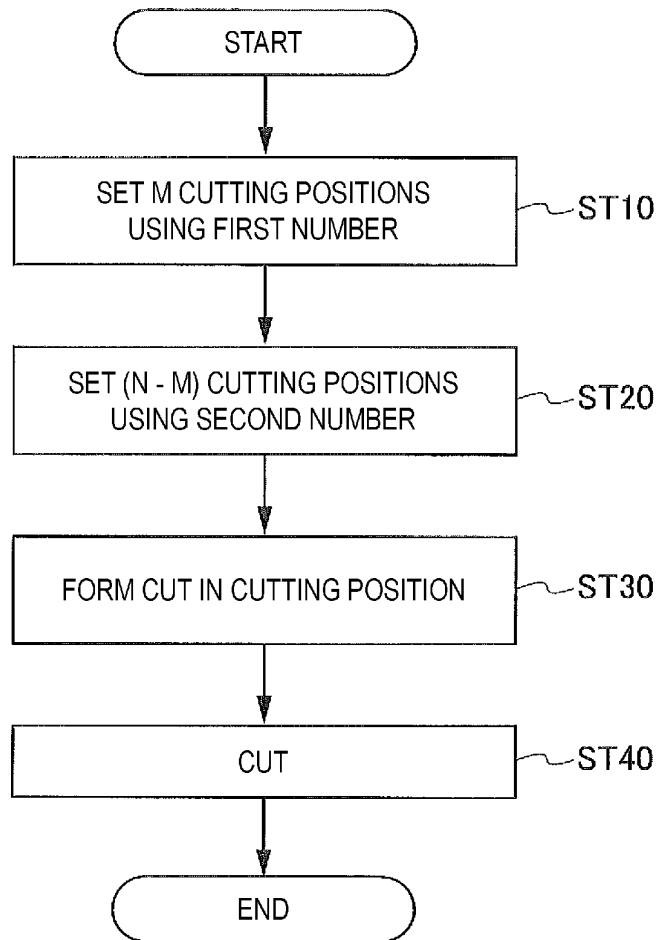 START
SET M CUTTING POSITIONS
USING FIRST NUMBER
ST10
SET (N - M) CUTTING POSITIONS
USING SECOND NUMBER
ST20
FORM CUT IN CUTTING POSITION
ST30
CUT
ST40
END